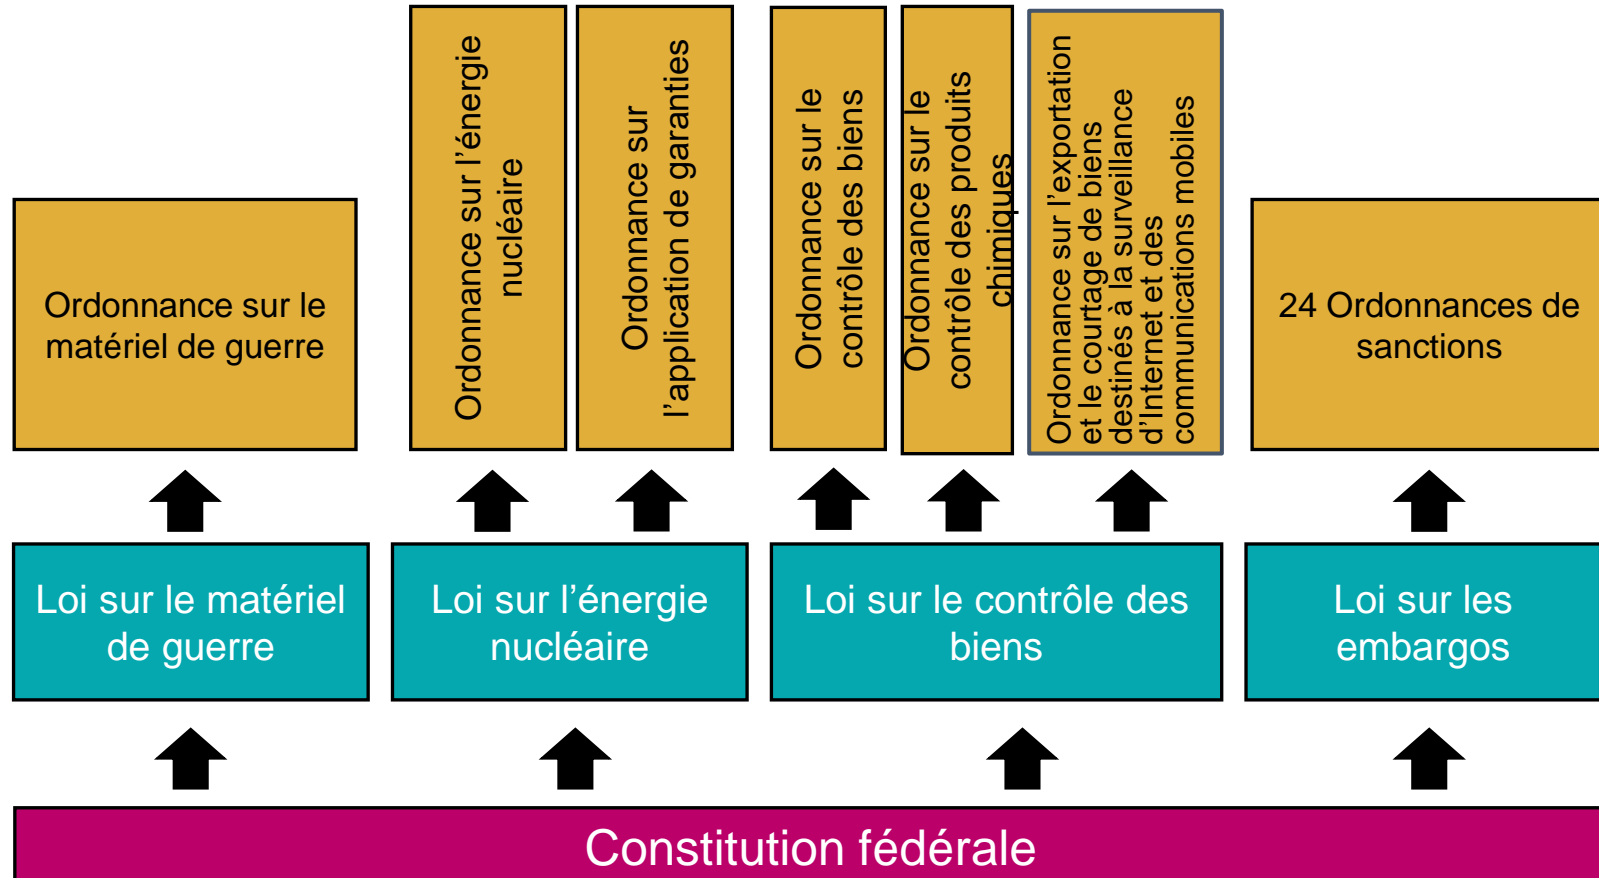 Ordonnance sur l’énergie
nucléaire
Ordonnance sur
l’application de garanties
Ordonnance sur le
contrôle des biens
Ordonnance sur le
contrôle des produits
chimiques
Ordonnance sur l’exportation
et le courtage de biens
destinés à la surveillance
d’Internet et des
communications mobiles
Ordonnance sur le
matériel de guerre
24 Ordonnances de
sanctions
Loi sur le matériel
de guerre
Loi sur l’énergie
nucléaire
Loi sur le contrôle des
biens
Loi sur les
embargos
Constitution fédérale